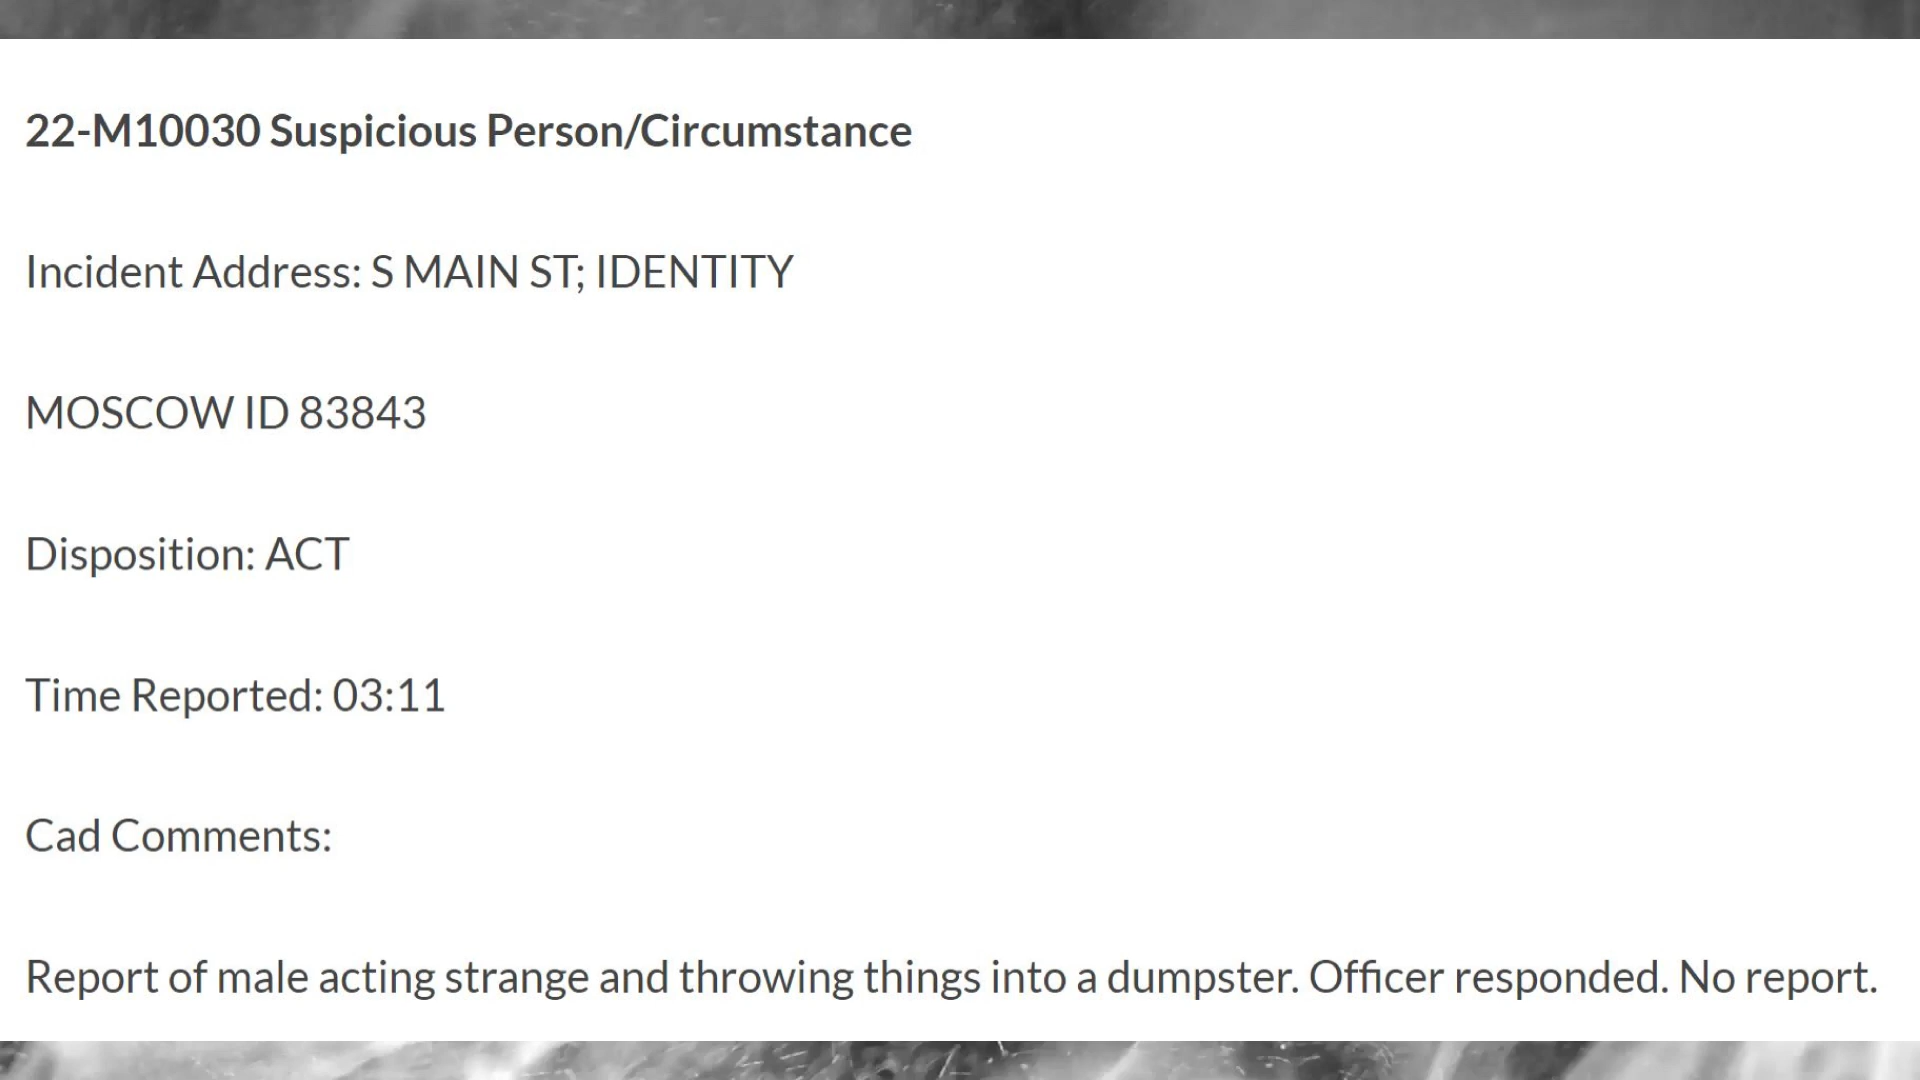 22-M10030 Suspicious Person/Circumstance
Incident Address: S MAIN ST; IDENTITY
MOSCOW ID 83843
Disposition: ACT
Time Reported: 03:11
Cad Comments:
Report of male acting strange and throwing things into a dumpster. Officer responded. No report.